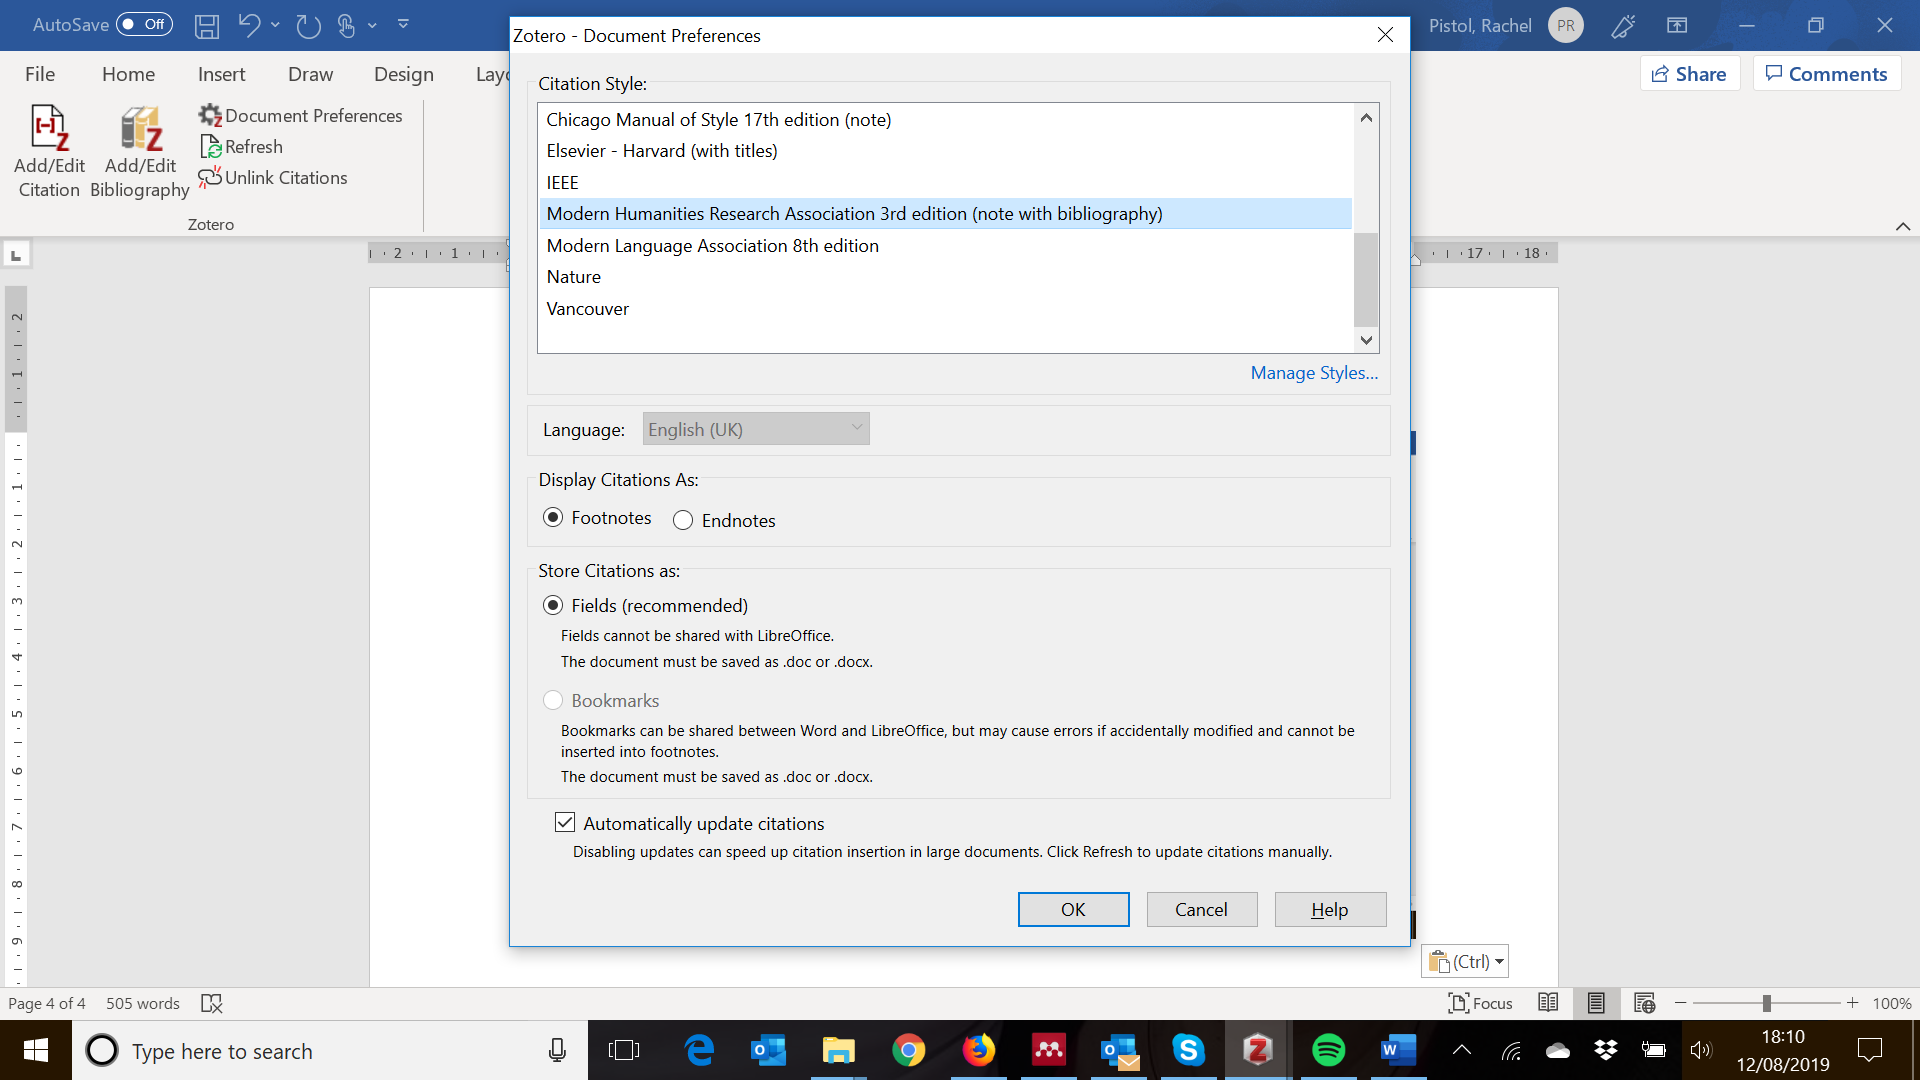 AutoSave Off
Pistol, Rachel PR
Zotero - Document Preferences
File Home Insert Draw Design
Share Comments
Add/Edit Citation
Add/Edit Bibliography
Document Preferences
Refresh
Unlink Citations
Zotero
Citation Style:
Chicago Manual of Style 17th edition (note)
Elsevier - Harvard (with titles)
IEEE
Modern Humanities Research Association 3rd edition (note with bibliography)
Modern Language Association 8th edition
Nature
Vancouver
Manage Styles...
Language: English (UK)
Display Citations As:
Footnotes Endnotes
Store Citations as:
Fields (recommended)
Fields cannot be shared with LibreOffice.
The document must be saved as .doc or .docx.
Bookmarks
Bookmarks can be shared between Word and LibreOffice, but may cause errors if accidentally modified and cannot be
inserted into footnotes.
The document must be saved as .doc or .docx.
Automatically update citations
Disabling updates can speed up citation insertion in large documents. Click Refresh to update citations manually.
OK Cancel Help
(Ctrl)
Page 4 of 4 505 words
Focus 100%
Type here to search
18:10
12/08/2019